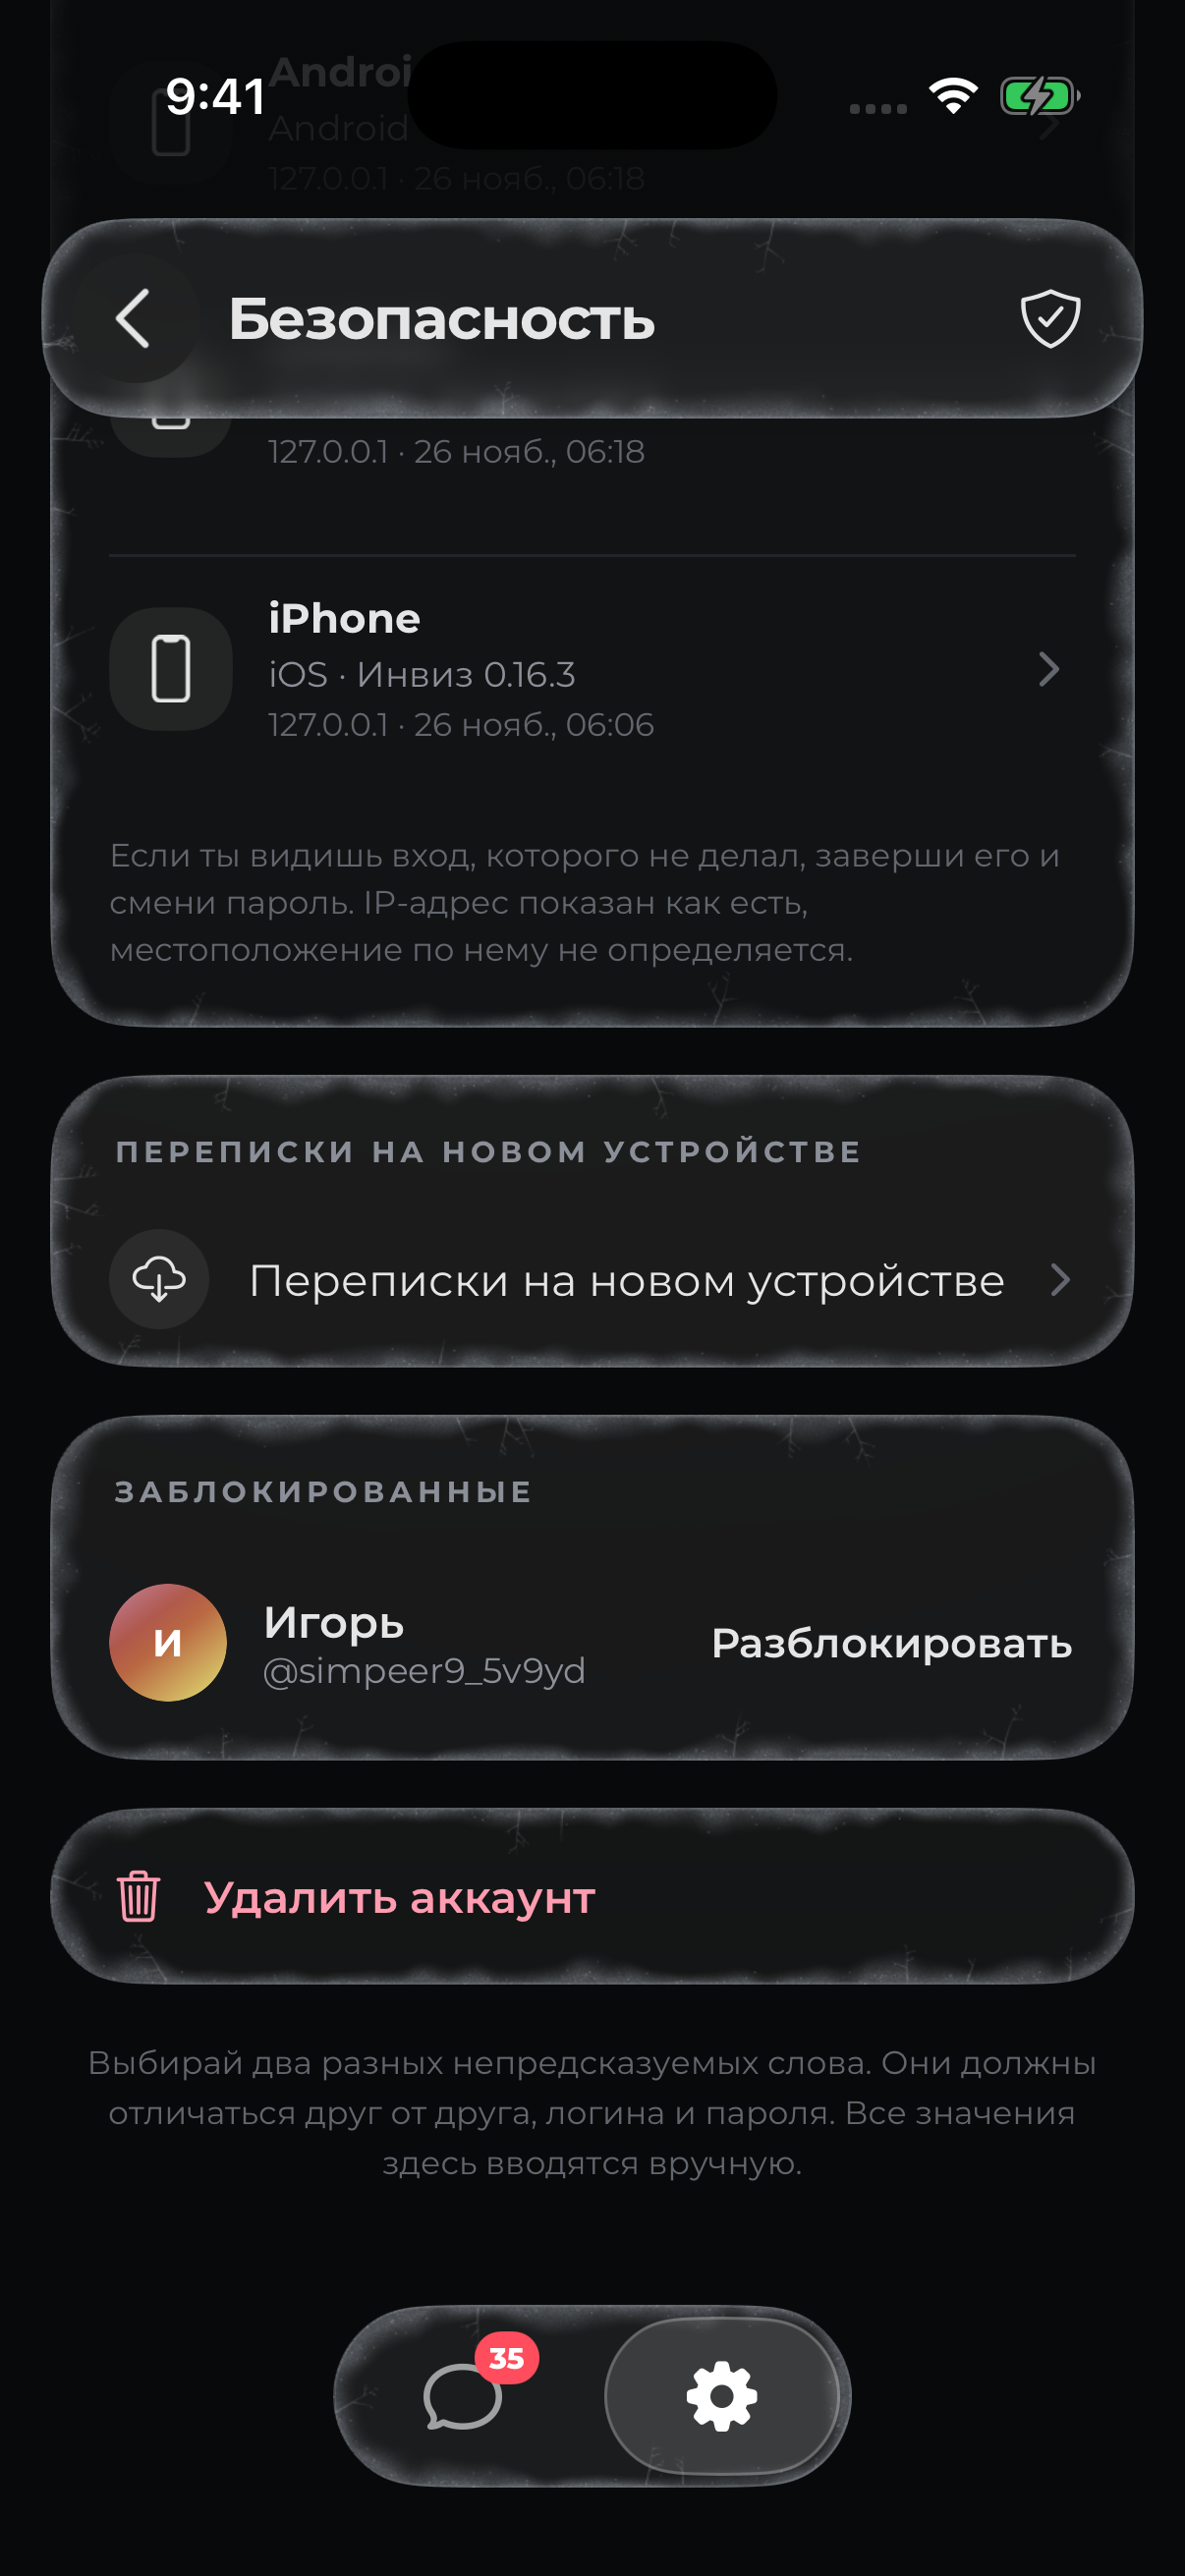 9:41
Androi
Android
127.0.0.1 · 26 нояб., 06:18
Безопасность
127.0.0.1 · 26 нояб., 06:18
iPhone
iOS · Инвиз 0.16.3
127.0.0.1 · 26 нояб., 06:06
Если ты видишь вход, которого не делал, заверши его и
смени пароль. IP-адрес показан как есть,
местоположение по нему не определяется.
ПЕРЕПИСКИ НА НОВОМ УСТРОЙСТВЕ
Переписки на новом устройстве
ЗАБЛОКИРОВАННЫЕ
И
Игорь
@simpeer9_5v9yd
Разблокировать
Удалить аккаунт
Выбирай два разных непредсказуемых слова. Они должны
отличаться друг от друга, логина и пароля. Все значения
здесь вводятся вручную.
35